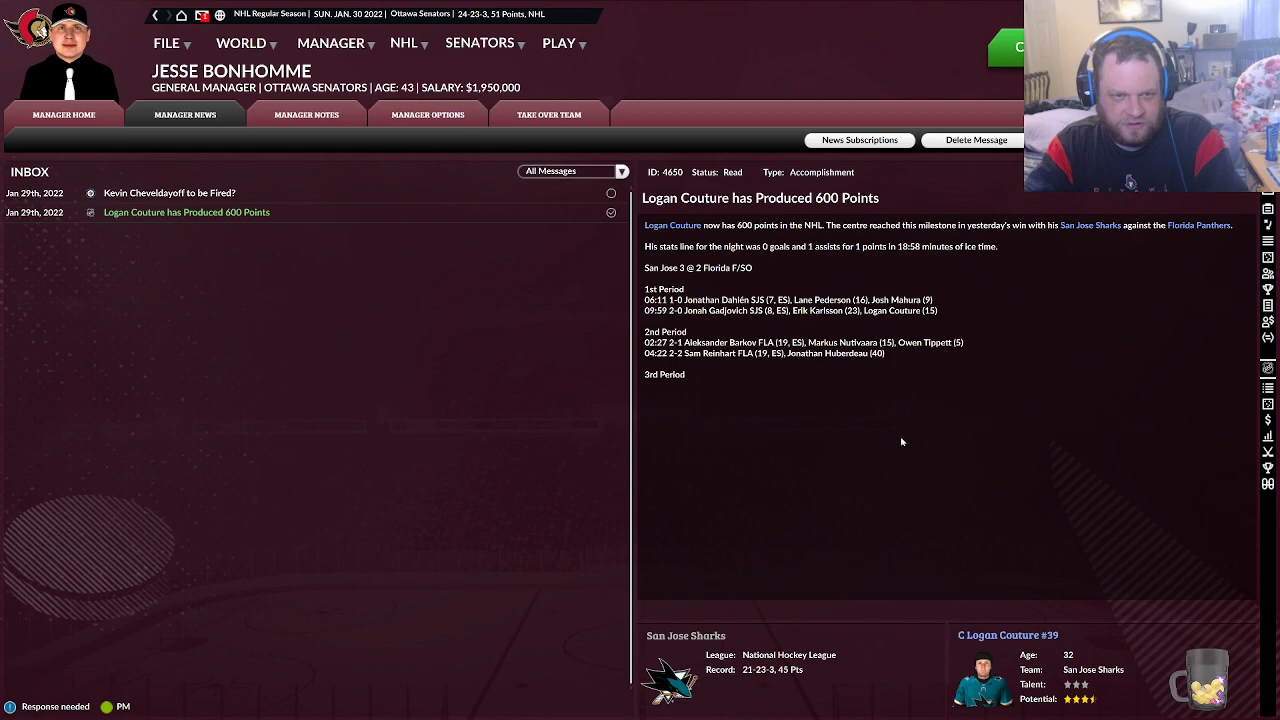 NHL Regular Season | SUN. JAN. 30 2022 | Ottawa Senators | 24-23-3, 51 Points, NHL
FILE WORLD MANAGER NHL SENATORS PLAY
C
JESSE BONHOMME
GENERAL MANAGER | OTTAWA SENATORS | AGE: 43 | SALARY: $1,950,000
MANAGER HOME MANAGER NEWS MANAGER NOTES MANAGER OPTIONS TAKE OVER TEAM
News Subscriptions Delete Message
INBOX All Messages
Jan 29th, 2022 Kevin Cheveldayoff to be Fired?
Jan 29th, 2022 Logan Couture has Produced 600 Points
ID: 4650 Status: Read Type: Accomplishment
Logan Couture has Produced 600 Points
Logan Couture now has 600 points in the NHL. The centre reached this milestone in yesterday's win with his San Jose Sharks against the Florida Panthers.
His stats line for the night was 0 goals and 1 assists for 1 points in 18:58 minutes of ice time.
San Jose 3 @ 2 Florida F/SO
1st Period
06:11 1-0 Jonathan Dahlén SJS (7, ES), Lane Pederson (16), Josh Mahura (9)
09:59 2-0 Jonah Gadjovich SJS (8, ES), Erik Karlsson (23), Logan Couture (15)
2nd Period
02:27 2-1 Aleksander Barkov FLA (19, ES), Markus Nutivaara (15), Owen Tippett (5)
04:22 2-2 Sam Reinhart FLA (19, ES), Jonathan Huberdeau (40)
3rd Period
San Jose Sharks
League: National Hockey League
Record: 21-23-3, 45 Pts
C Logan Couture #39
Age: 32
Team: San Jose Sharks
Talent:
Potential:
Response needed PM